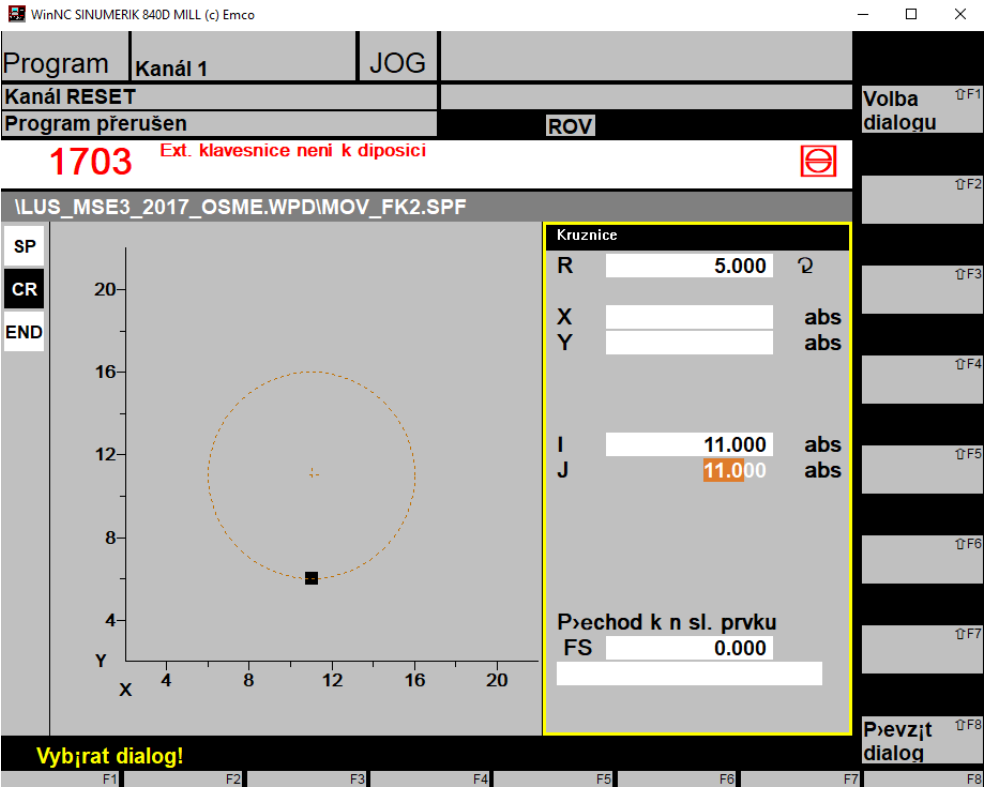 WinNC SINUMERIK 840D MILL (c) Emco
Program
Kanál 1
JOG
Kanál RESET
Program přerušen
ROV
1703
Ext. klavesnice neni k diposici
\LUS_MSE3_2017_OSME.WPD\MOV_FK2.SPF
SP
CR
END
20
16
12
8
4
Y
X
4
8
12
16
20
Kruznice
R 5.000
X abs
Y abs
I 11.000 abs
J 11.000 abs
P›echod k n sl. prvku
FS 0.000
Vyb¡rat dialog!
Volba
dialogu
⇧F1
⇧F2
⇧F3
⇧F4
⇧F5
⇧F6
⇧F7
P›evz¡t
dialog
⇧F8
F1 F2 F3 F4 F5 F6 F7 F8